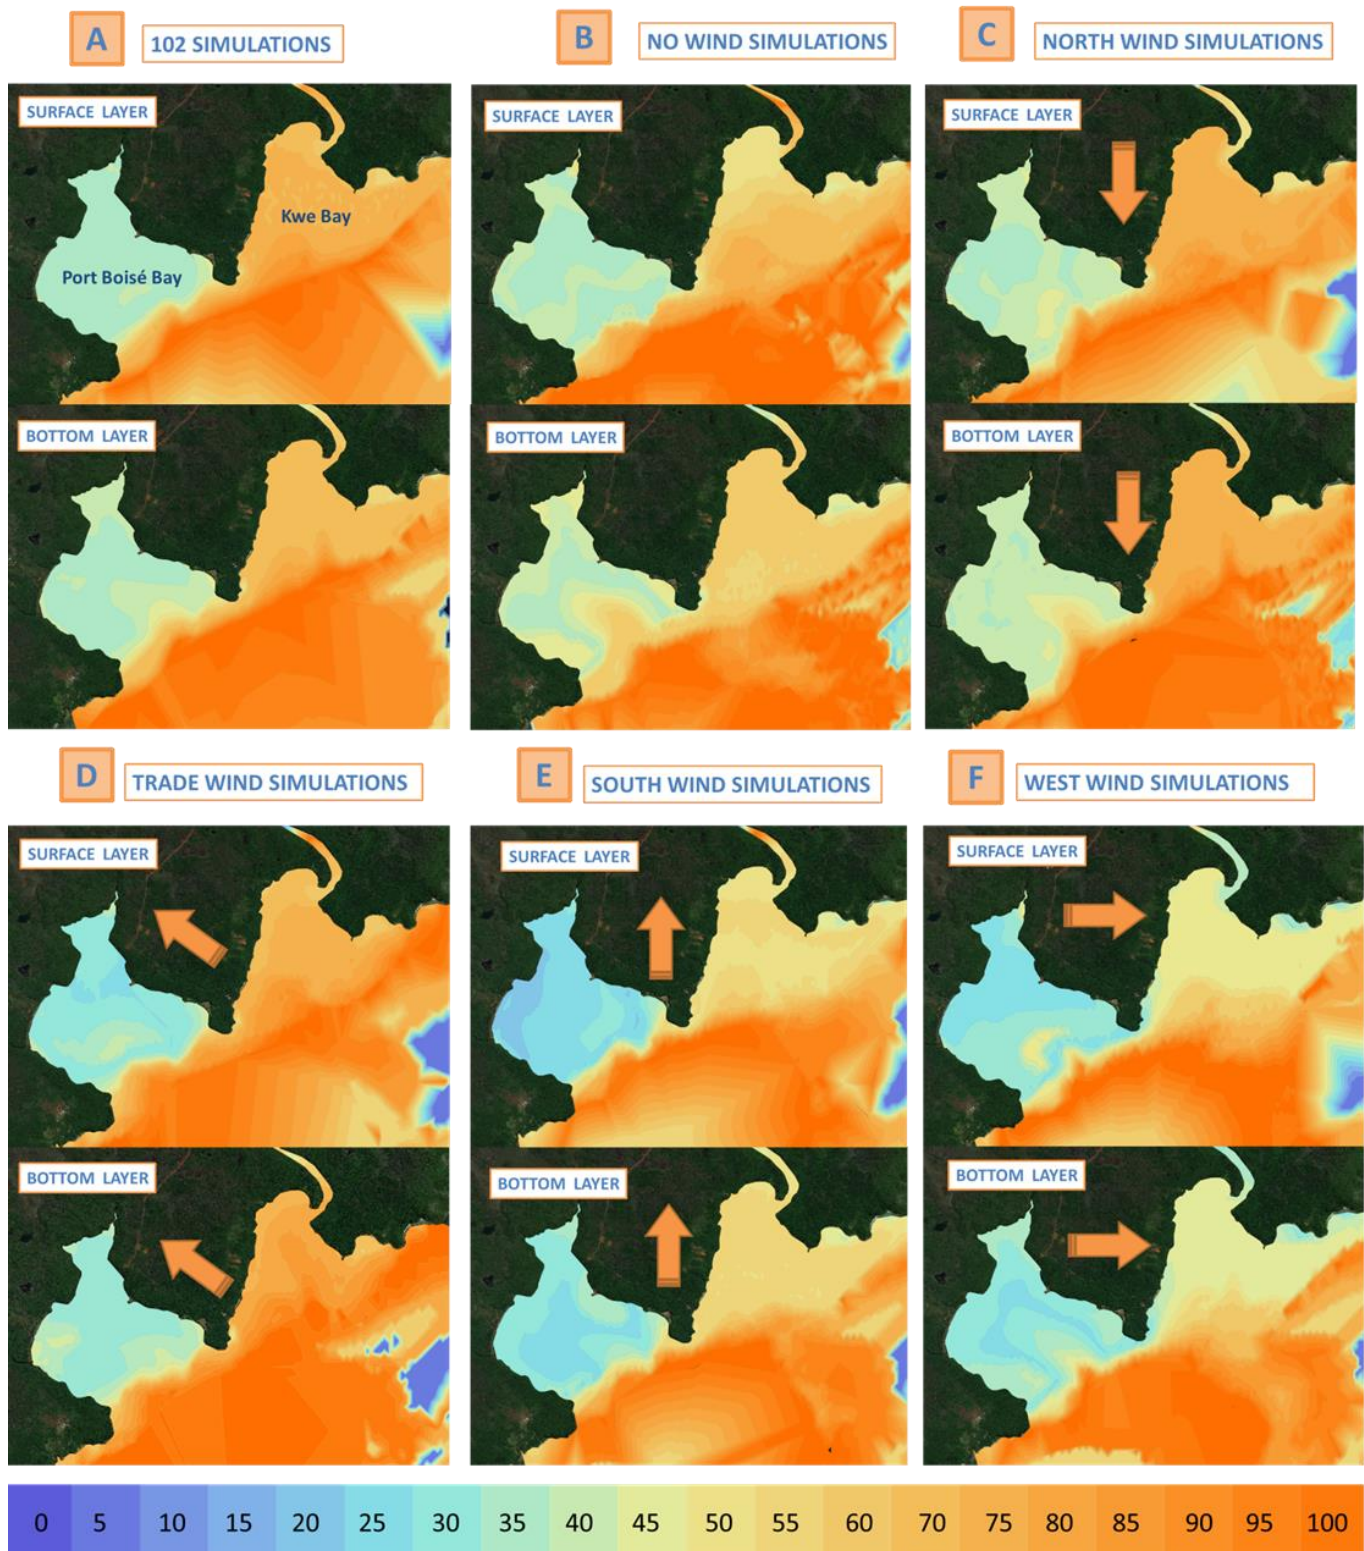 A 102 SIMULATIONS
B NO WIND SIMULATIONS
C NORTH WIND SIMULATIONS
SURFACE LAYER
Kwe Bay
Port Boisé Bay
SURFACE LAYER
SURFACE LAYER
BOTTOM LAYER
BOTTOM LAYER
BOTTOM LAYER
D TRADE WIND SIMULATIONS
E SOUTH WIND SIMULATIONS
F WEST WIND SIMULATIONS
SURFACE LAYER
SURFACE LAYER
SURFACE LAYER
BOTTOM LAYER
BOTTOM LAYER
BOTTOM LAYER
0 5 10 15 20 25 30 35 40 45 50 55 60 70 75 80 85 90 95 100